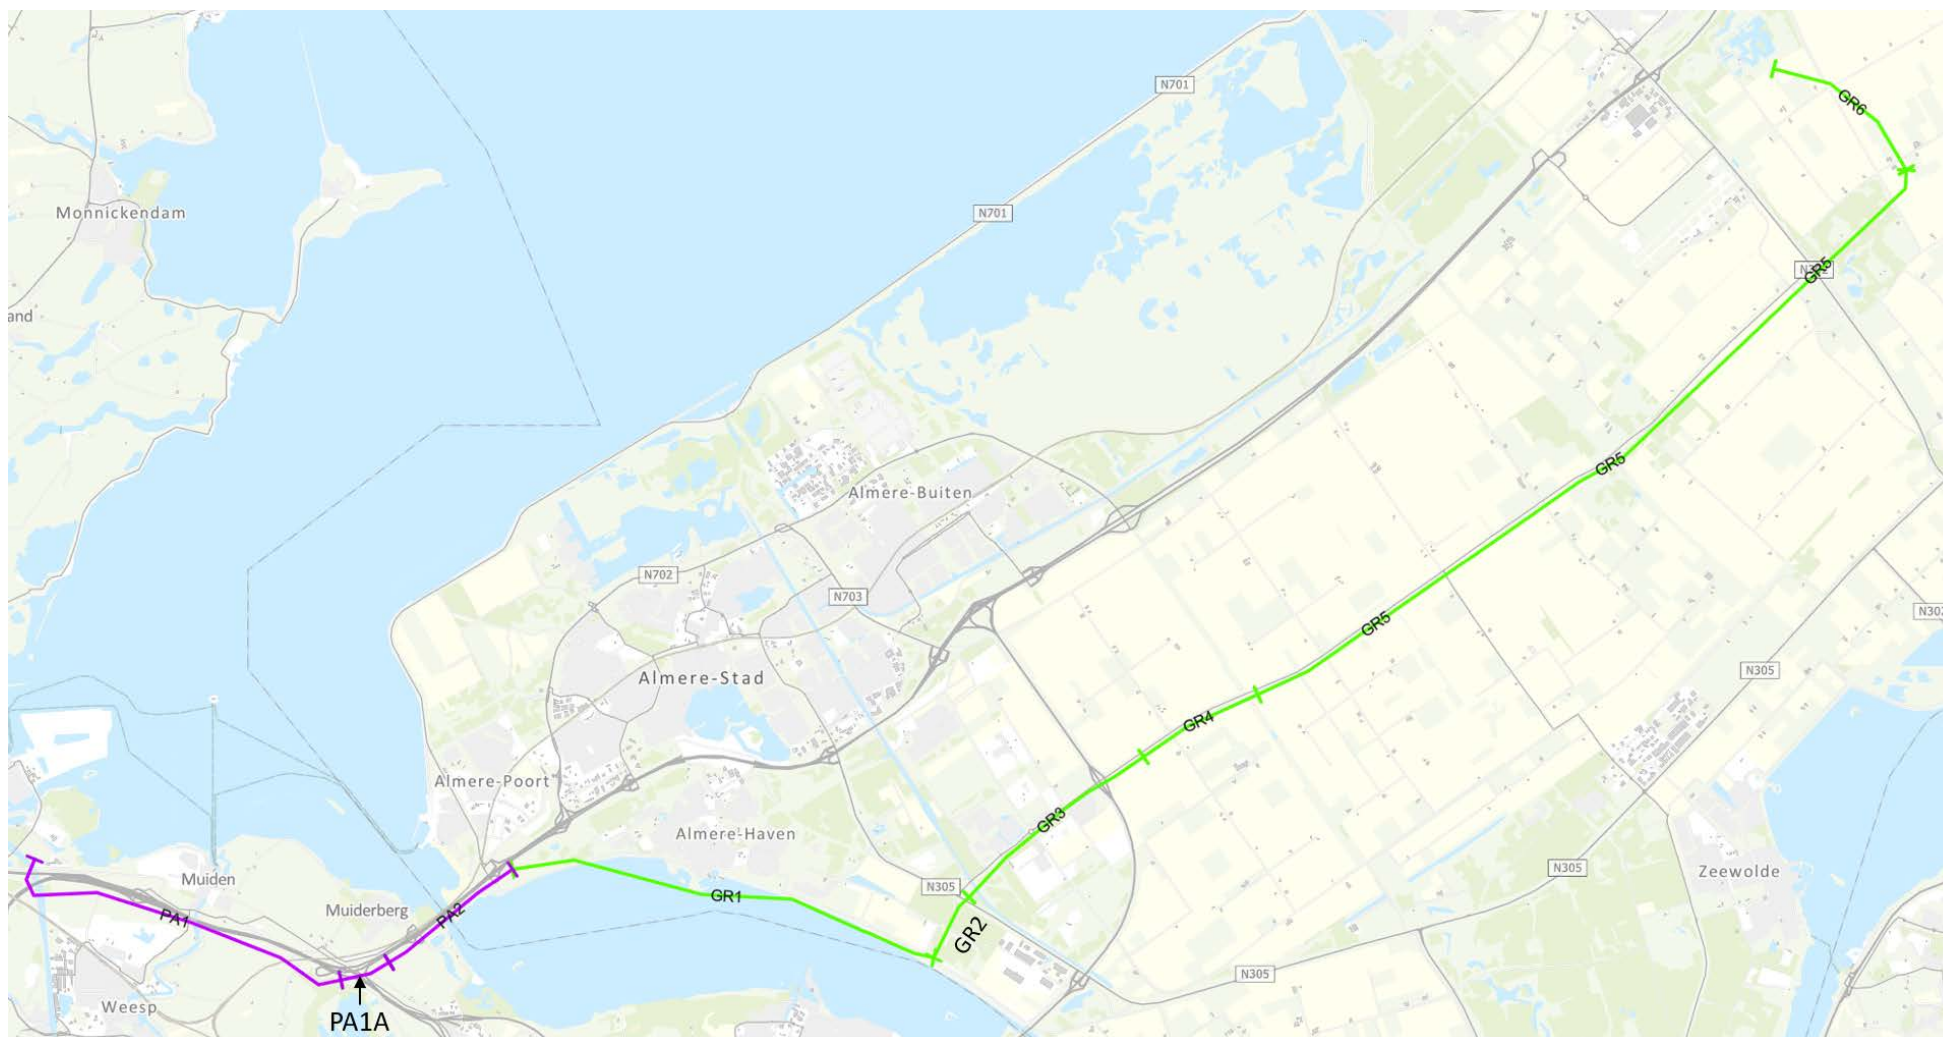 N701
GR6
N701
Monnickendam
and
GR5
GR5
Almere-Buiten
N702
N703
N302
GR5
Almere-Stad
N305
GR4
Almere-Poort
GR3
Almere-Haven
N305
Zeewolde
Muiden
N305
GR1
Muiderberg
PA1
PA2
GR2
N305
Weesp
PA1A